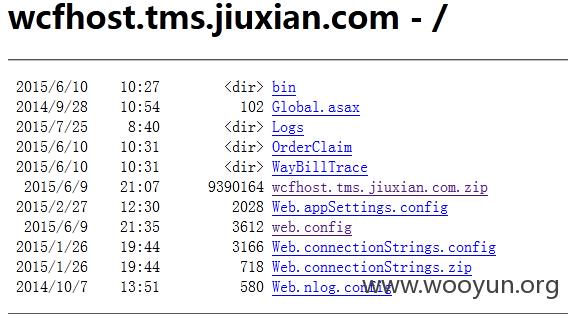 wcfhost.tms.jiuxian.com - /
2015/6/10 10:27 <dir> bin
2014/9/28 10:54 102 Global.asax
2015/7/25 8:40 <dir> Logs
2015/6/10 10:31 <dir> OrderClaim
2015/6/10 10:31 <dir> WayBillTrace
2015/6/9 21:07 9390164 wcfhost.tms.jiuxian.com.zip
2015/2/27 12:30 2028 Web.appSettings.config
2015/6/9 21:35 3612 web.config
2015/1/26 19:44 3166 Web.connectionStrings.config
2015/1/26 19:44 718 Web.connectionStrings.zip
2014/10/7 13:51 580 Web.nlog.config
www.wooyun.org